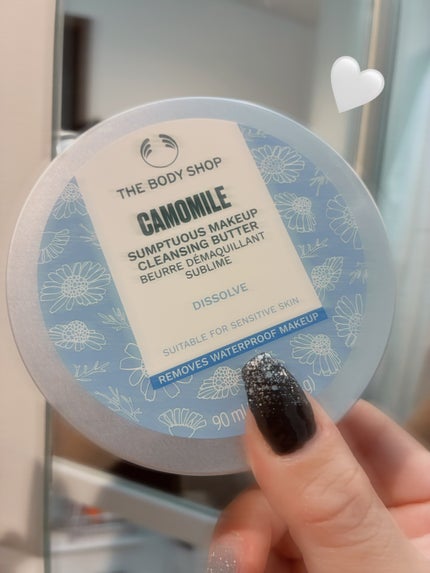 THE BODY SHOP
CAMOMILE
SUMPTUOUS MAKEUP
CLEANSING BUTTER
BEURRE DÉMAQUILLANT
SUBLIME
DISSOLVE
SUITABLE FOR SENSITIVE SKIN
REMOVES WATERPROOF MAKEUP
90 ml